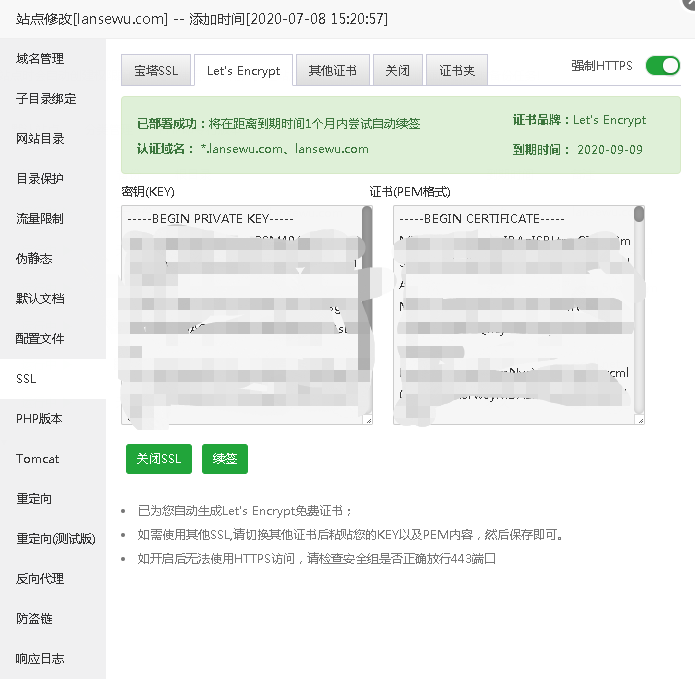 站点修改[lansewu.com] -- 添加时间[2020-07-08 15:20:57]
域名管理
子目录绑定
网站目录
目录保护
流量限制
伪静态
默认文档
配置文件
SSL
PHP版本
Tomcat
重定向
重定向(测试版)
反向代理
防盗链
响应日志
宝塔SSL
Let's Encrypt
其他证书
关闭
证书夹
强制HTTPS
已部署成功：将在距离到期时间1个月内尝试自动续签
证书品牌：Let's Encrypt
认证域名： *.lansewu.com、lansewu.com
到期时间： 2020-09-09
密钥(KEY)
证书(PEM格式)
-----BEGIN PRIVATE KEY-----
-----BEGIN CERTIFICATE-----
关闭SSL
续签
已为您自动生成Let's Encrypt免费证书；
如需使用其他SSL,请切换其他证书后粘贴您的KEY以及PEM内容，然后保存即可。
如开启后无法使用HTTPS访问，请检查安全组是否正确放行443端口